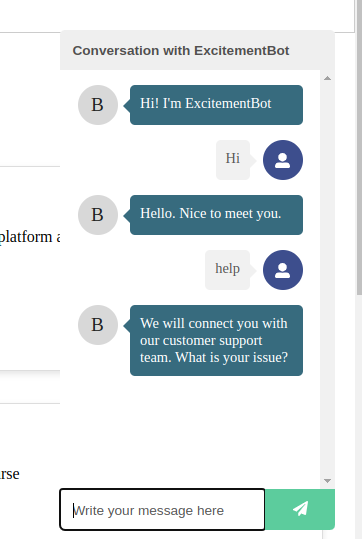 Conversation with ExcitementBot
B
Hi! I'm ExcitementBot
Hi
B
Hello. Nice to meet you.
platform a
help
B
We will connect you with
our customer support
team. What is your issue?
rse
Write your message here